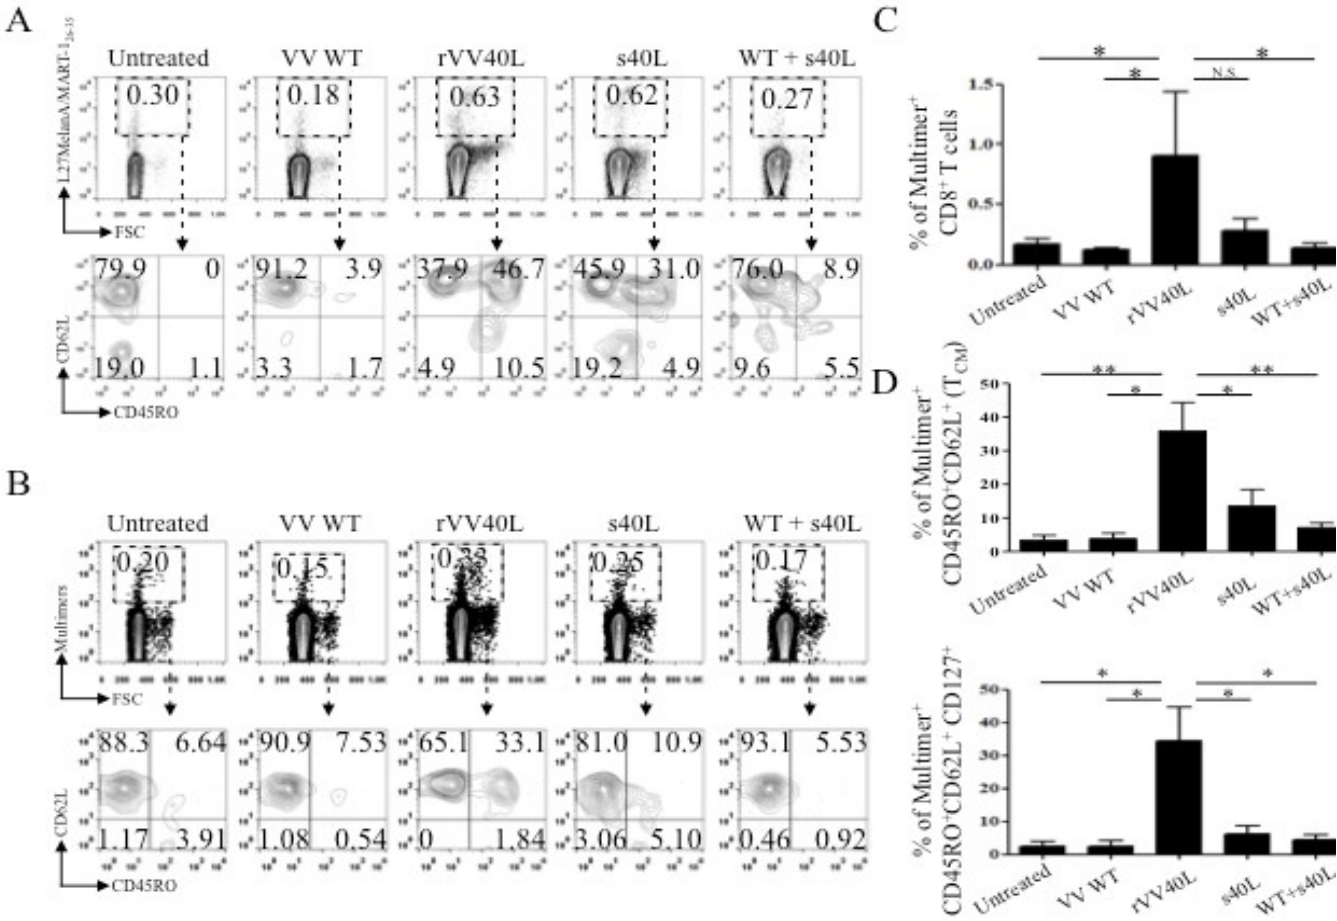 A
L27MelanA/MART-1 26-35
Untreated VV WT rVV40L s40L WT + s40L
0.30 0.18 0.63 0.62 0.27
FSC
79.9 0 91.2 3.9 37.9 46.7 45.9 31.0 76.0 8.9
CD62L
19.0 1.1 3.3 1.7 4.9 10.5 19.2 4.9 9.6 5.5
CD45RO
B
Untreated VV WT rVV40L s40L WT + s40L
0.20 0.15 0.25 0.17
Multimers
FSC
88.3 6.64 90.9 7.53 65.1 33.1 81.0 10.9 93.1 5.53
CD62L
1.17 3.91 1.08 0.54 0 1.84 3.06 5.10 0.46 0.92
CD45RO
C
* *
* N.S.
% of Multimer+
CD8+ T cells
1.5
1.0
0.5
0.0
Untreated VV WT rVV40L s40L WT+s40L
D
** **
* *
% of Multimer+
CD45RO+CD62L+ (TCM)
50
40
30
20
10
0
Untreated VV WT rVV40L s40L WT+s40L
* *
* *
% of Multimer+
CD45RO+CD62L+ CD127+
50
40
30
20
10
0
Untreated VV WT rVV40L s40L WT+s40L